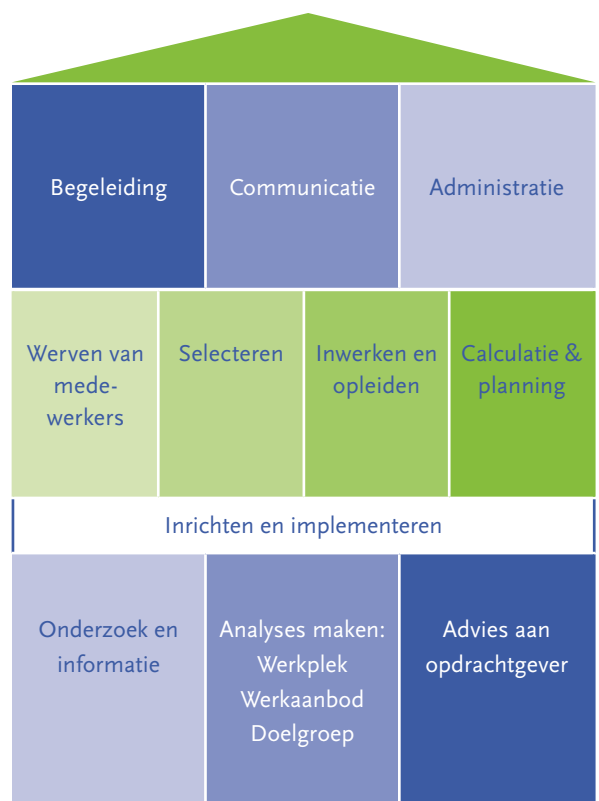 Begeleiding
Communicatie
Administratie
Werven van
mede-
werkers
Selecteren
Inwerken en
opleiden
Calculatie &
planning
Inrichten en implementeren
Onderzoek en
informatie
Analyses maken:
Werkplek
Werkaanbod
Doelgroep
Advies aan
opdrachtgever